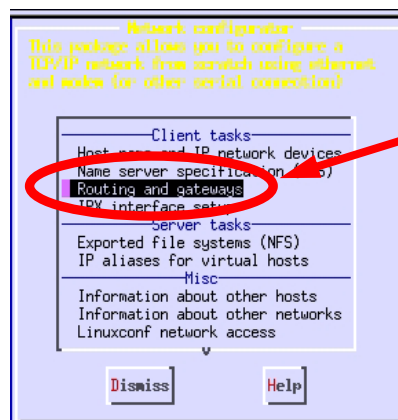 Network configurator
This package allows you to configure a
TCP/IP network from scratch using ethernet
and modem (or other serial connection)
Client tasks
Host name and IP network devices
Name server specification (DNS)
Routing and gateways
IPX interface setup
Server tasks
Exported file systems (NFS)
IP aliases for virtual hosts
Misc
Information about other hosts
Information about other networks
Linuxconf network access
Dismiss
Help